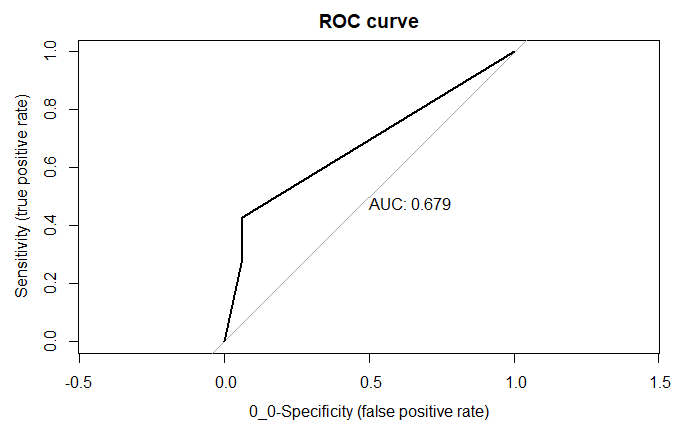 ROC curve
Sensitivity (true positive rate)
1.0
0.8
0.6
0.4
0.2
0.0
AUC: 0.679
-0.5
0.0
0.5
1.0
1.5
0_0-Specificity (false positive rate)